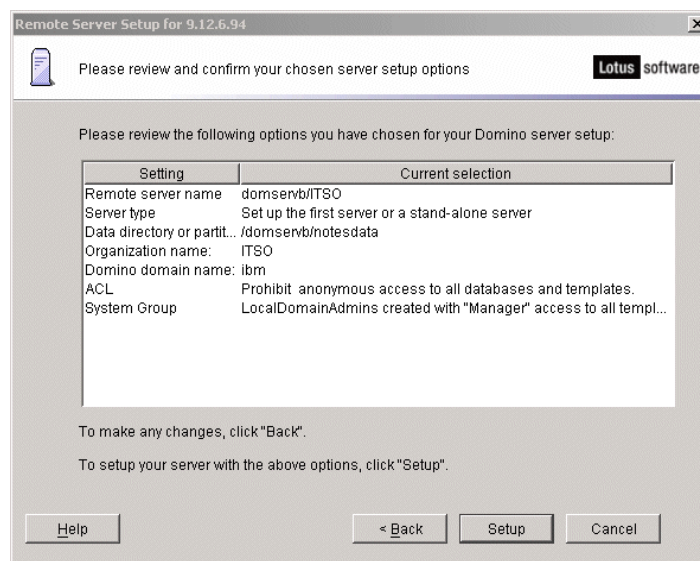 Remote Server Setup for 9.12.6.94
Please review and confirm your chosen server setup options
Lotus software
Please review the following options you have chosen for your Domino server setup:
Setting Current selection
Remote server name domservb/ITSO
Server type Set up the first server or a stand-alone server
Data directory or partit... /domservb/notesdata
Organization name: ITSO
Domino domain name: ibm
ACL Prohibit anonymous access to all databases and templates.
System Group LocalDomainAdmins created with "Manager" access to all templ...
To make any changes, click "Back".
To setup your server with the above options, click "Setup".
Help < Back Setup Cancel